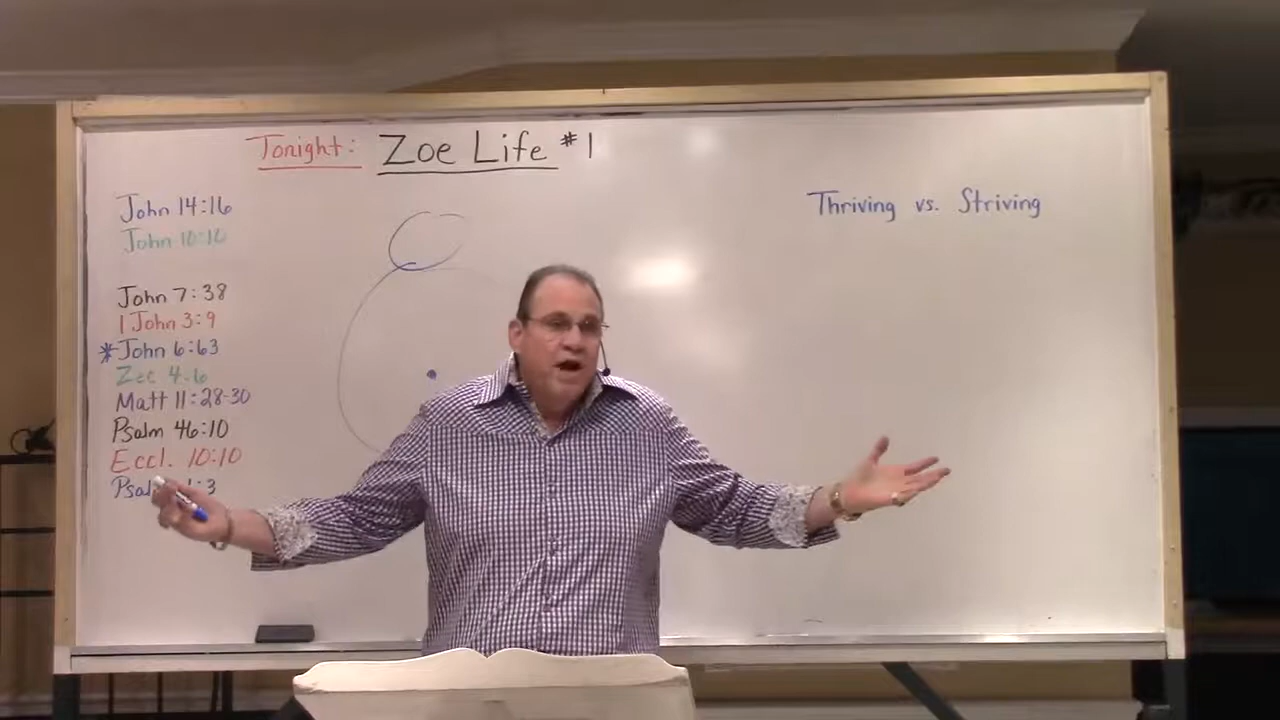 Tonight: Zoe Life #1
John 14:16
John 10:10
Thriving vs. Striving
John 7:38
1 John 3:9
*John 6:63
Zec 4:6
Matt 11:28-30
Psalm 46:10
Eccl. 10:10